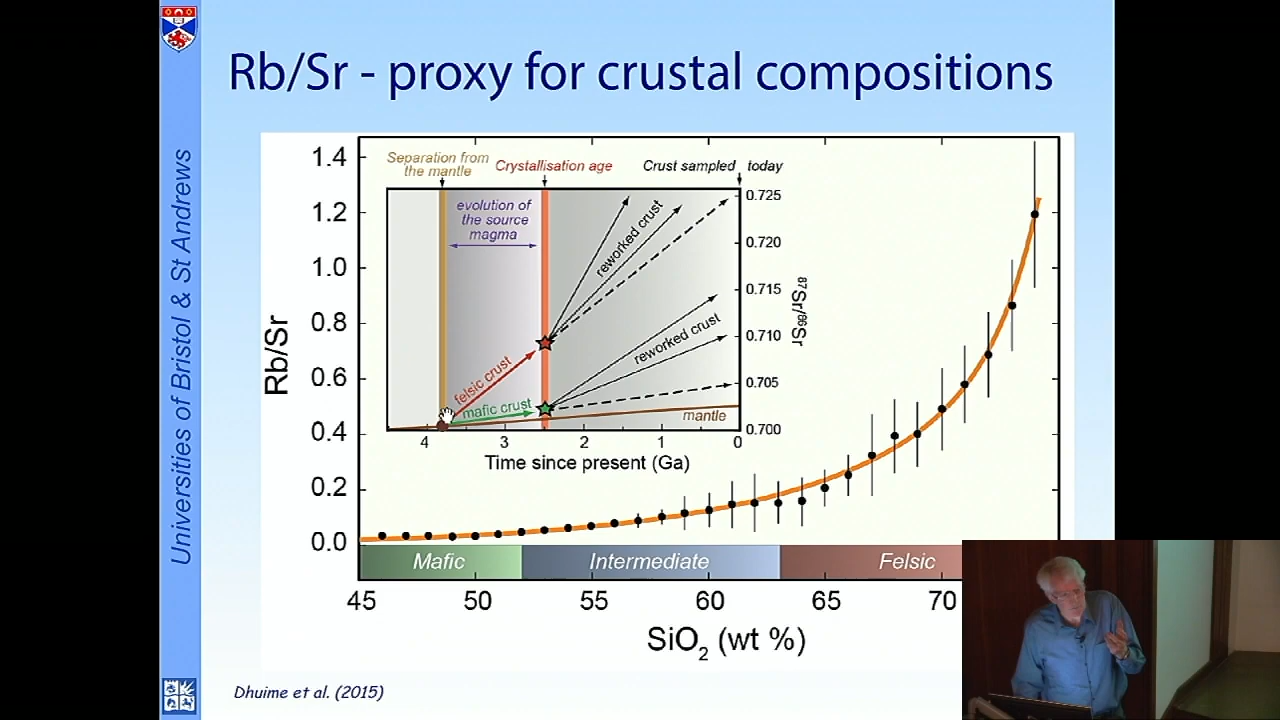 Rb/Sr - proxy for crustal compositions
Universities of Bristol & St Andrews
Rb/Sr
1.4
1.2
1.0
0.8
0.6
0.4
0.2
0.0
Separation from
the mantle
Crystallisation age
Crust sampled today
evolution of
the source
magma
reworked crust
reworked crust
felsic crust
mafic crust
mantle
0.725
0.720
0.715
0.710
0.705
0.700
⁸⁷Sr/⁸⁶Sr
4 3 2 1 0
Time since present (Ga)
Mafic Intermediate Felsic
45 50 55 60 65 70
SiO₂ (wt %)
Dhuime et al. (2015)